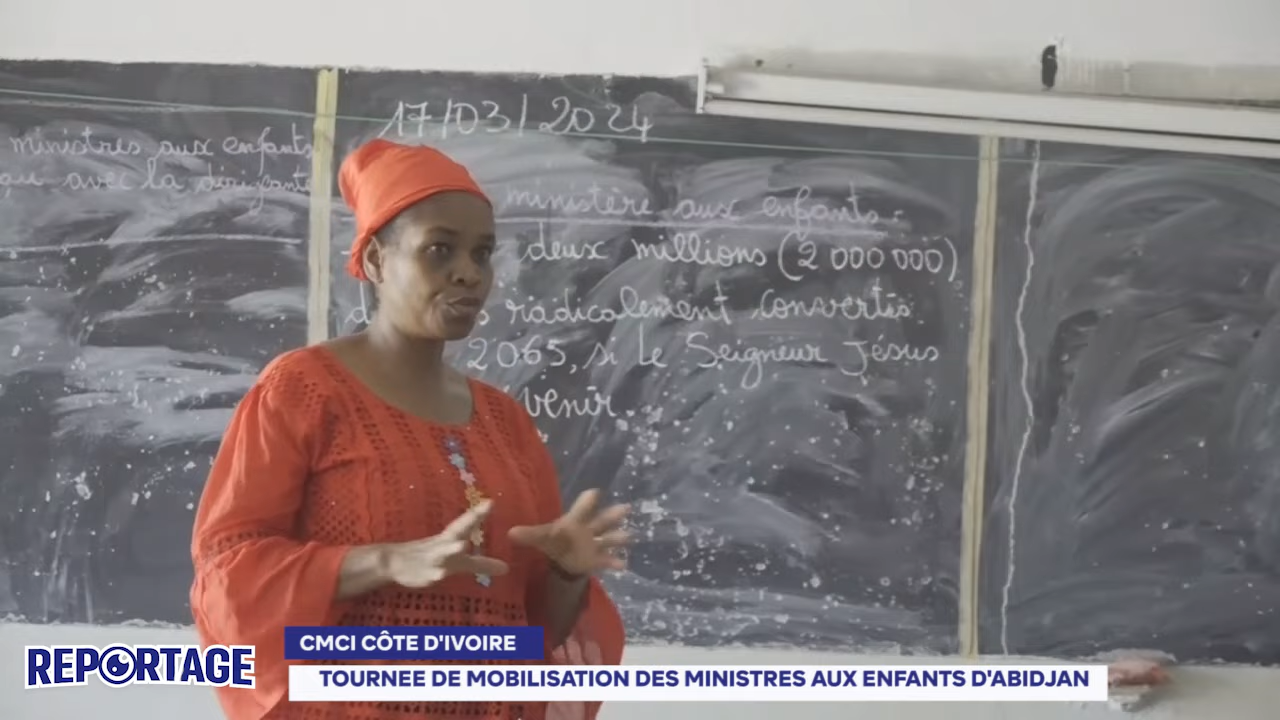 17/03/2024
ministres aux enfants
avec la dirigeante
ministère aux enfants :
deux millions (2 000 000)
radicalement convertis
2065, si le Seigneur Jésus
venir.
CMCI CÔTE D'IVOIRE
REPORTAGE
TOURNEE DE MOBILISATION DES MINISTRES AUX ENFANTS D'ABIDJAN